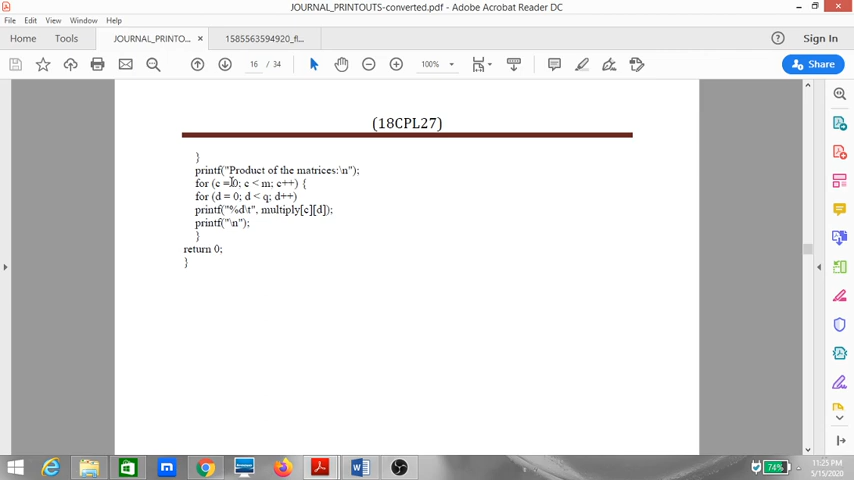 JOURNAL_PRINTOUTS-converted.pdf - Adobe Acrobat Reader DC
File Edit View Window Help
Home Tools JOURNAL_PRINTO... × 1585563594920_fl... Sign In
16 / 34 100% Share
(18CPL27)
}
printf("Product of the matrices:\n");
for (c = 0; c < m; c++) {
for (d = 0; d < q; d++)
printf("%d\t", multiply[c][d]);
printf("\n");
}
return 0;
}
74% 11:25 PM
5/15/2020